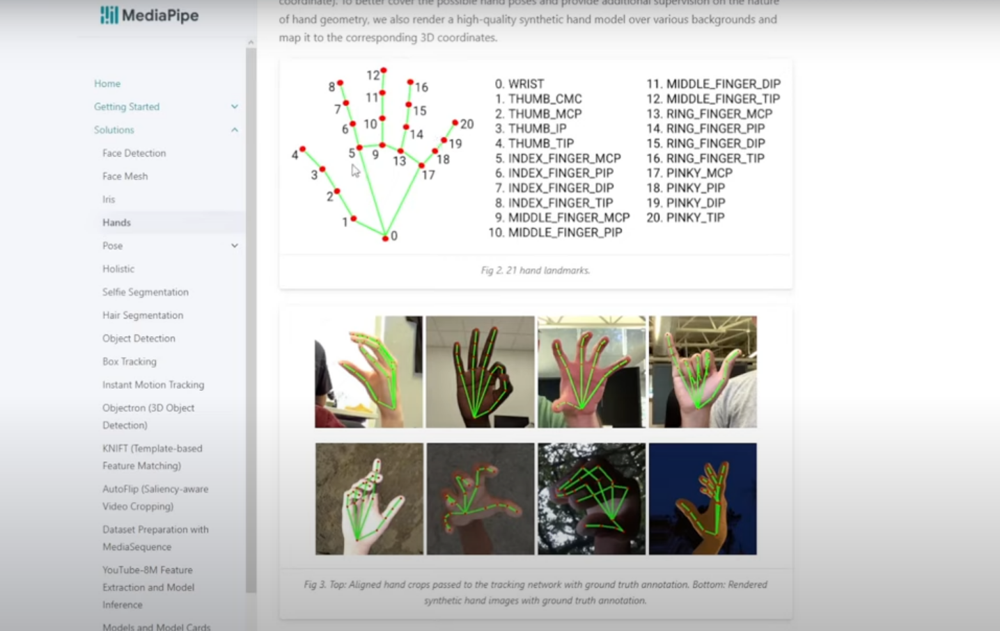 MediaPipe
Home
Getting Started
Solutions
Face Detection
Face Mesh
Iris
Hands
Pose
Holistic
Selfie Segmentation
Hair Segmentation
Object Detection
Box Tracking
Instant Motion Tracking
Objectron (3D Object
Detection)
KNIFT (Template-based
Feature Matching)
AutoFlip (Saliency-aware
Video Cropping)
Dataset Preparation with
MediaSequence
YouTube-8M Feature
Extraction and Model
Inference
Models and Model Cards
coordinate). To better cover the possible hand poses and provide additional supervision on the nature
of hand geometry, we also render a high-quality synthetic hand model over various backgrounds and
map it to the corresponding 3D coordinates.
12
8
16
11
7
15
6
10
20
14
19
4
5
9
13
18
3
17
2
1
0
0. WRIST
1. THUMB_CMC
2. THUMB_MCP
3. THUMB_IP
4. THUMB_TIP
5. INDEX_FINGER_MCP
6. INDEX_FINGER_PIP
7. INDEX_FINGER_DIP
8. INDEX_FINGER_TIP
9. MIDDLE_FINGER_MCP
10. MIDDLE_FINGER_PIP
11. MIDDLE_FINGER_DIP
12. MIDDLE_FINGER_TIP
13. RING_FINGER_MCP
14. RING_FINGER_PIP
15. RING_FINGER_DIP
16. RING_FINGER_TIP
17. PINKY_MCP
18. PINKY_PIP
19. PINKY_DIP
20. PINKY_TIP
Fig 2. 21 hand landmarks.
Fig 3. Top: Aligned hand crops passed to the tracking network with ground truth annotation. Bottom: Rendered
synthetic hand images with ground truth annotation.